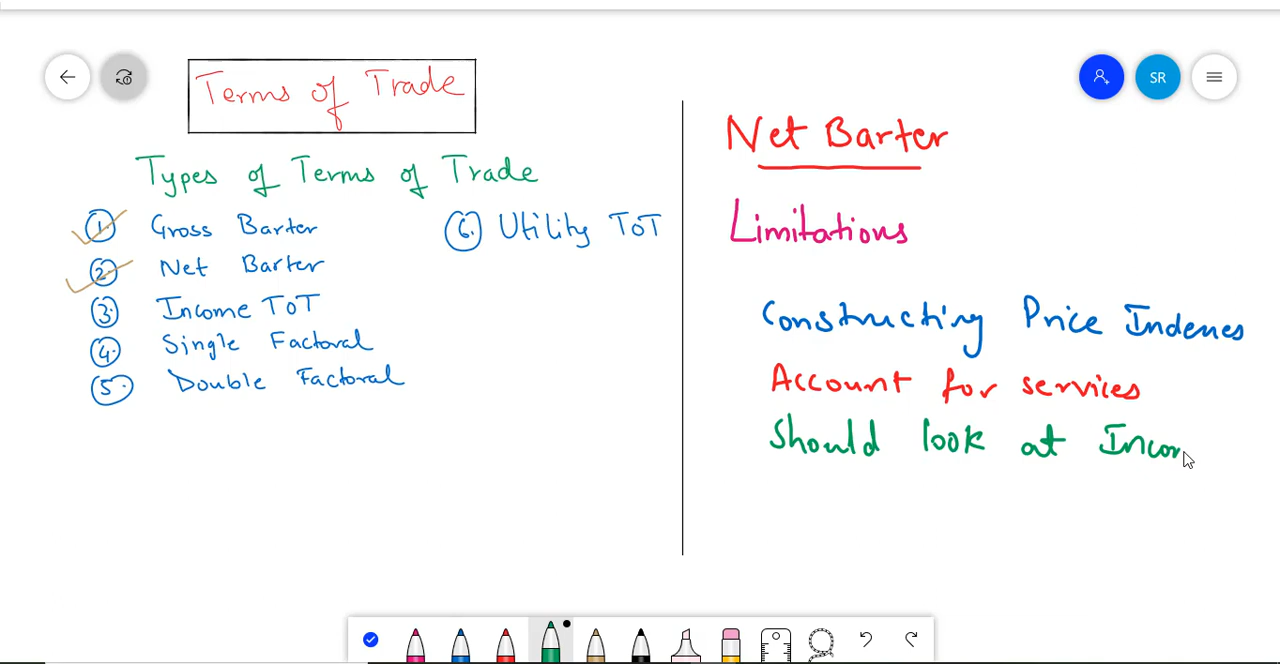 Terms of Trade
Types of Terms of Trade
1. Gross Barter
2. Net Barter
3. Income ToT
4. Single Factoral
5. Double Factoral
6. Utility ToT
SR
Net Barter
Limitations
Constructing Price Indenes
Account for services
Should look at Incom